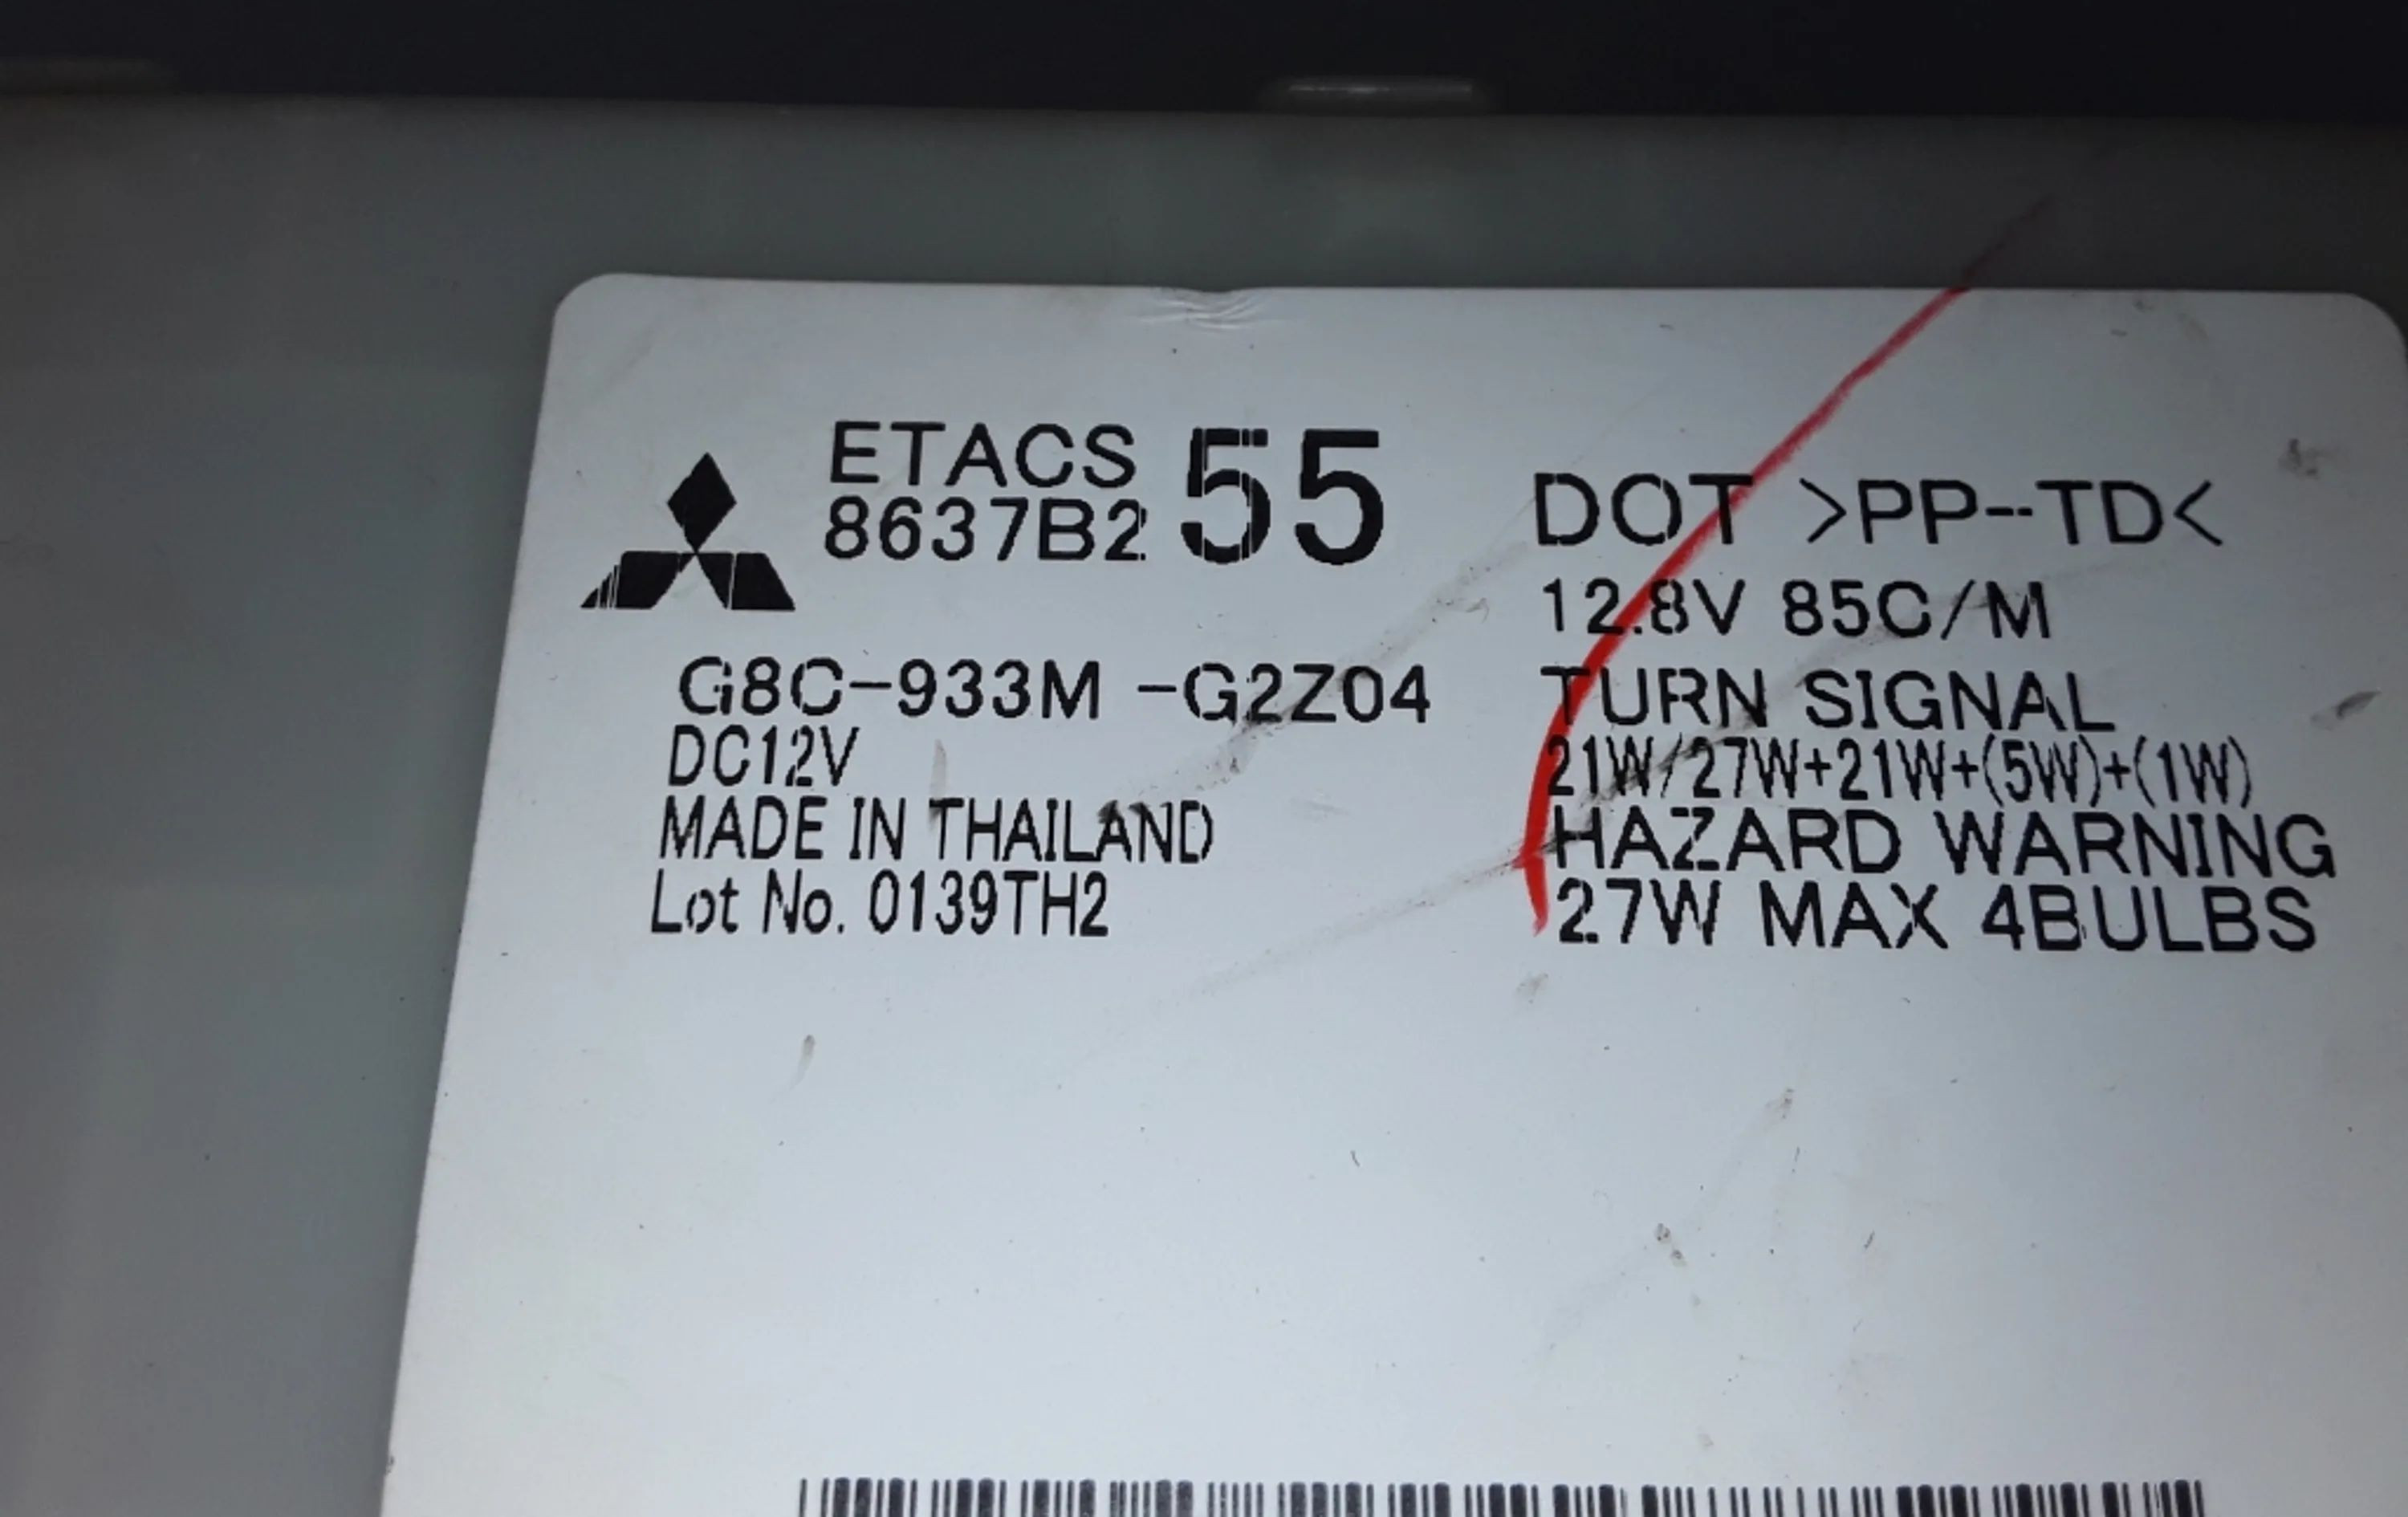 ETACS
8637B2 55
G8C-933M -G2Z04
DC12V
MADE IN THAILAND
Lot No. 0139TH2
DOT >PP--TD<
12.8V 85C/M
TURN SIGNAL
21W/27W+21W+(5W)+(1W)
HAZARD WARNING
27W MAX 4BULBS